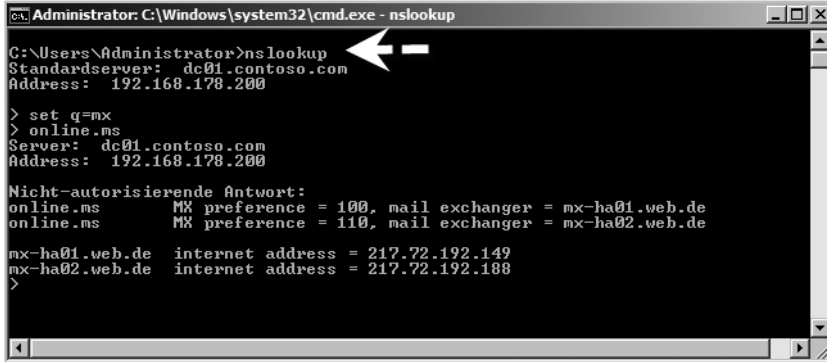 Administrator: C:\Windows\system32\cmd.exe - nslookup
C:\Users\Administrator>nslookup
Standardserver:  dc01.contoso.com
Address:  192.168.178.200
> set q=mx
> online.ms
Server:  dc01.contoso.com
Address:  192.168.178.200
Nicht-autorisierende Antwort:
online.ms       MX preference = 100, mail exchanger = mx-ha01.web.de
online.ms       MX preference = 110, mail exchanger = mx-ha02.web.de
mx-ha01.web.de  internet address = 217.72.192.149
mx-ha02.web.de  internet address = 217.72.192.188
>